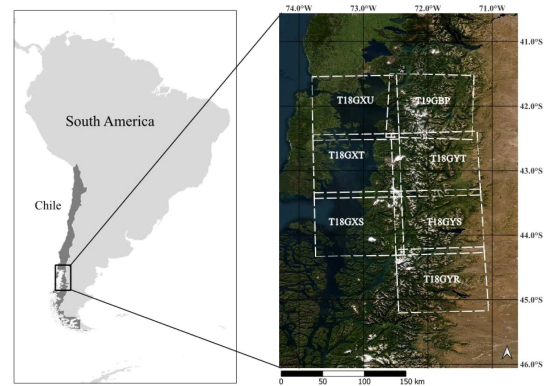 74.0°W 73.0°W 72.0°W 71.0°W
South America
Chile
41.0°S
T18GXU T19GBP
42.0°S
T18GXT T18GYT
43.0°S
T18GXS T18GYS
44.0°S
T18GYR
45.0°S
46.0°S
0 50 100 150 km